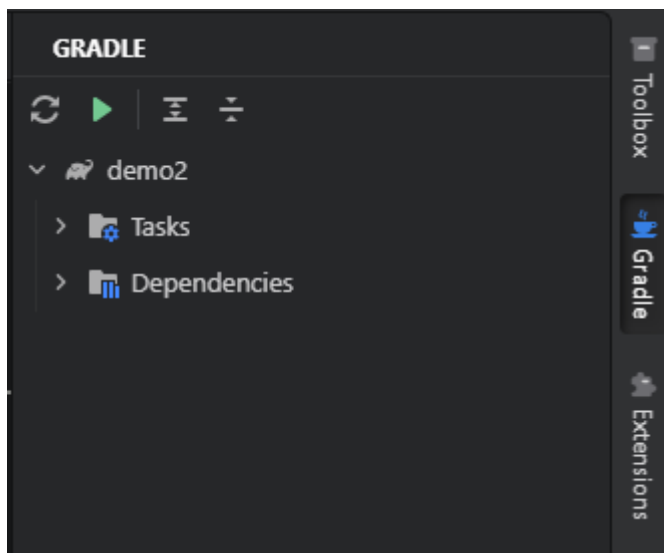 GRADLE
demo2
Tasks
Dependencies
Toolbox
Gradle
Extensions